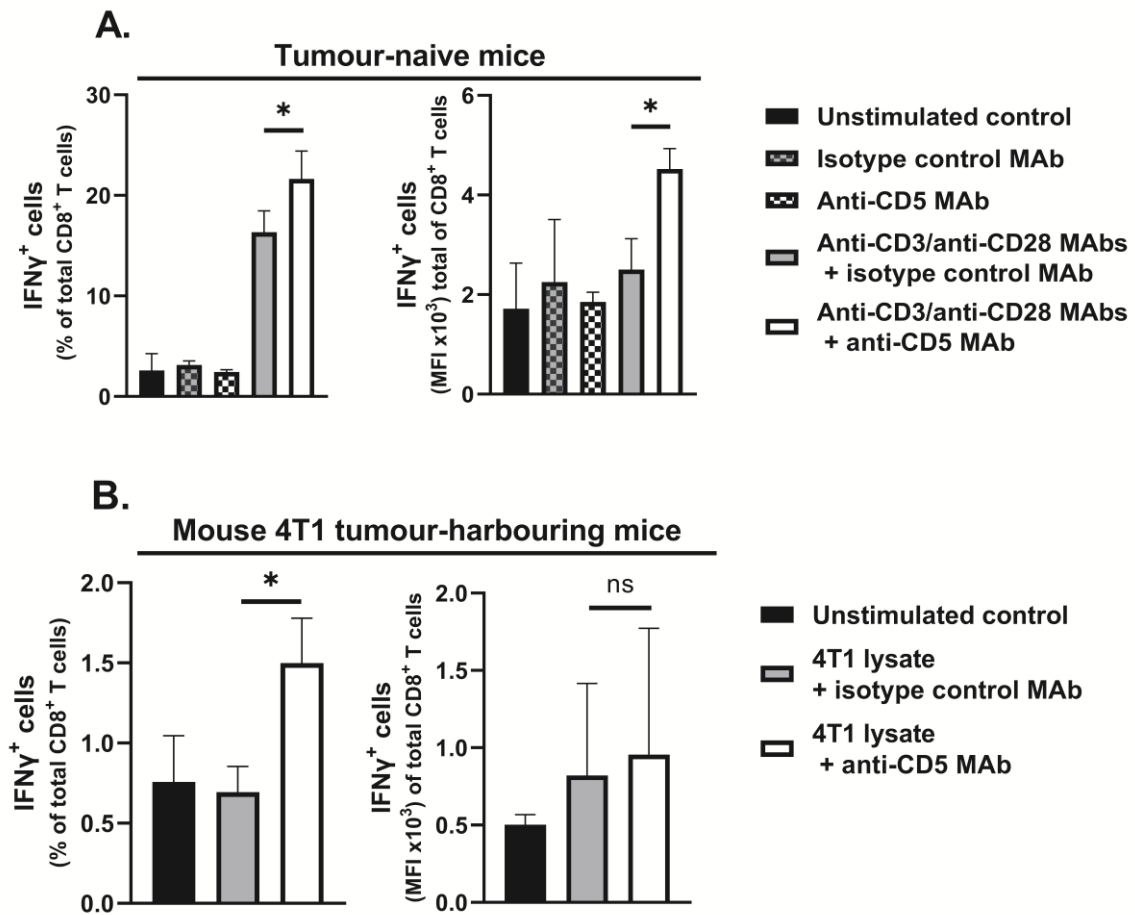 A.
Tumour-naive mice
IFNγ⁺ cells
(% of total CD8⁺ T cells)
30
20
10
0
*
IFNγ⁺ cells
(MFI x10³) total of CD8⁺ T cells
6
4
2
0
*
Unstimulated control
Isotype control MAb
Anti-CD5 MAb
Anti-CD3/anti-CD28 MAbs
+ isotype control MAb
Anti-CD3/anti-CD28 MAbs
+ anti-CD5 MAb
B.
Mouse 4T1 tumour-harbouring mice
IFNγ⁺ cells
(% of total CD8⁺ T cells)
2.0
1.5
1.0
0.5
0.0
*
IFNγ⁺ cells
(MFI x10³) of total CD8⁺ T cells
2.0
1.5
1.0
0.5
0.0
ns
Unstimulated control
4T1 lysate
+ isotype control MAb
4T1 lysate
+ anti-CD5 MAb